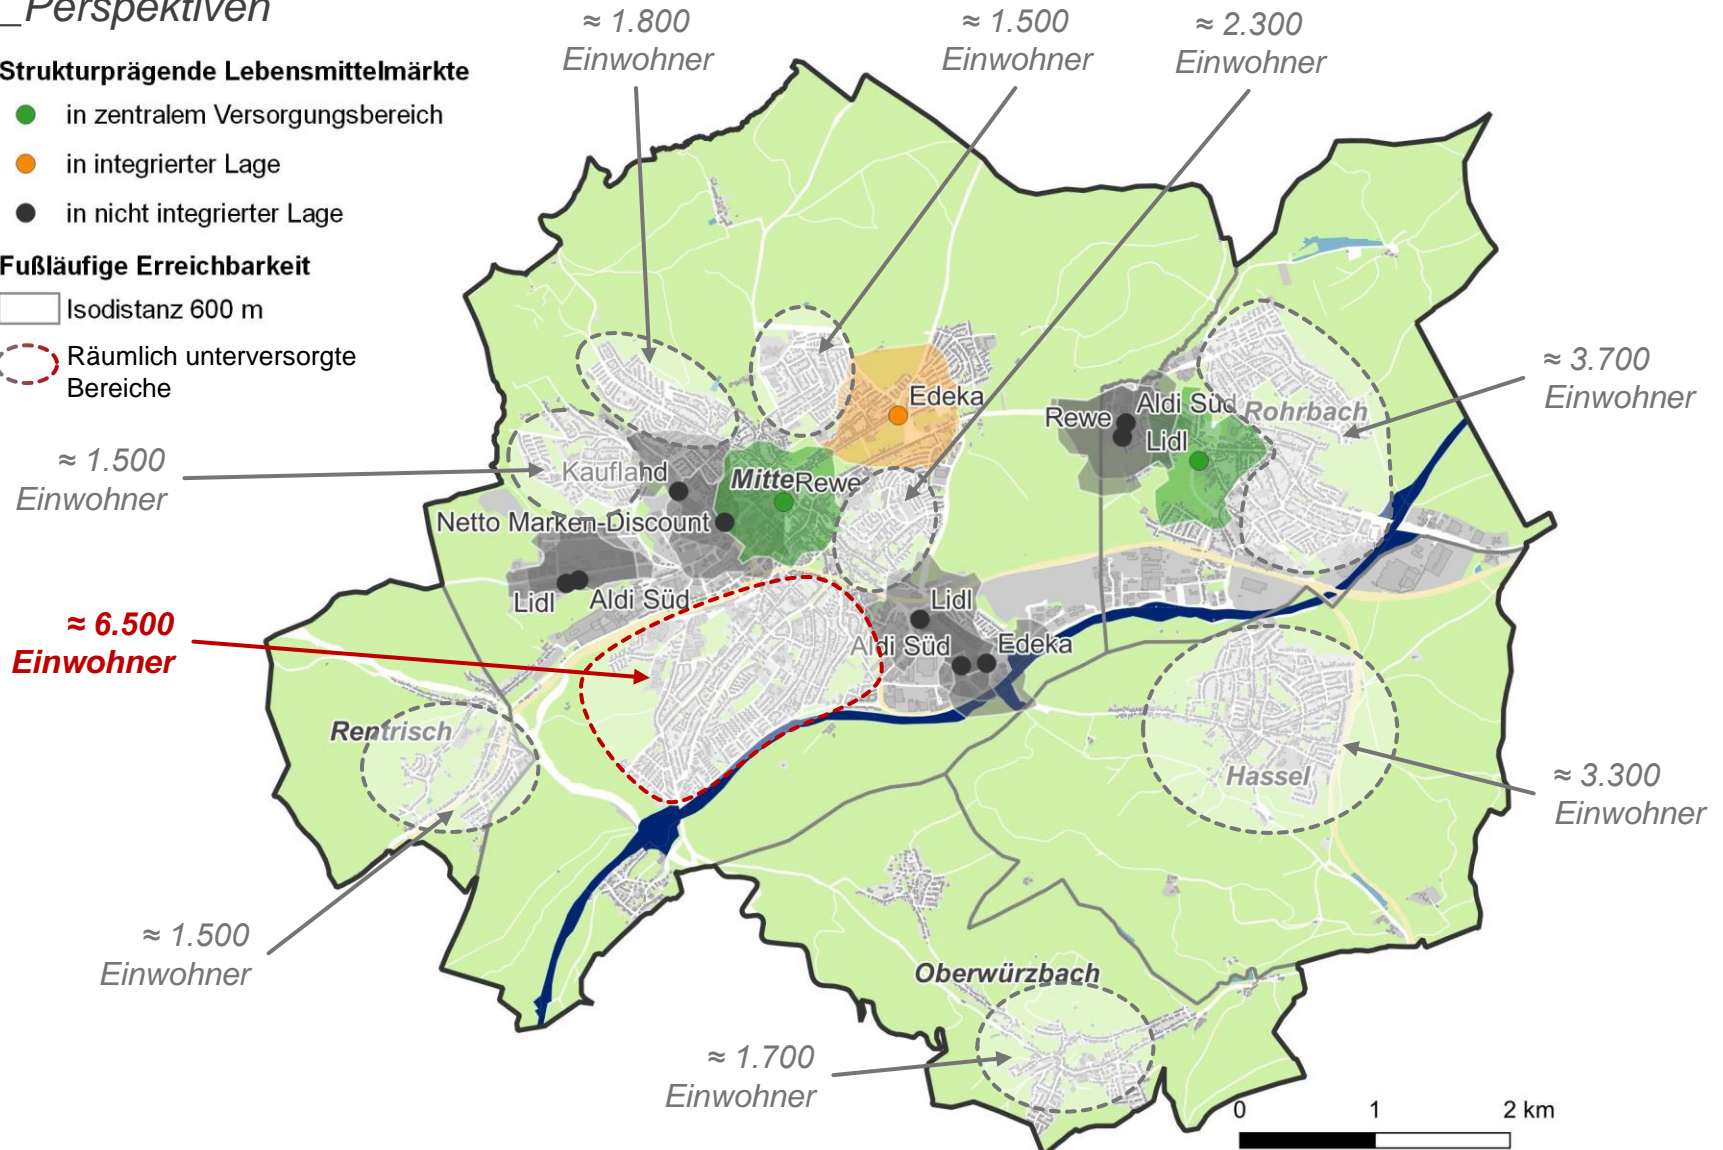 _Perspektiven
Strukturprägende Lebensmittelmärkte
in zentralem Versorgungsbereich
in integrierter Lage
in nicht integrierter Lage
Fußläufige Erreichbarkeit
Isodistanz 600 m
Räumlich unterversorgte
Bereiche
≈ 1.800
Einwohner
≈ 1.500
Einwohner
≈ 2.300
Einwohner
≈ 3.700
Einwohner
≈ 1.500
Einwohner
≈ 6.500
Einwohner
≈ 1.500
Einwohner
≈ 1.700
Einwohner
≈ 3.300
Einwohner
Edeka
Rewe
Aldi Süd
Lidl
Rohrbach
Kaufland
Mitte
Rewe
Netto Marken-Discount
Lidl
Aldi Süd
Lidl
Aldi Süd
Edeka
Rentrisch
Hassel
Oberwürzbach
0
1
2 km